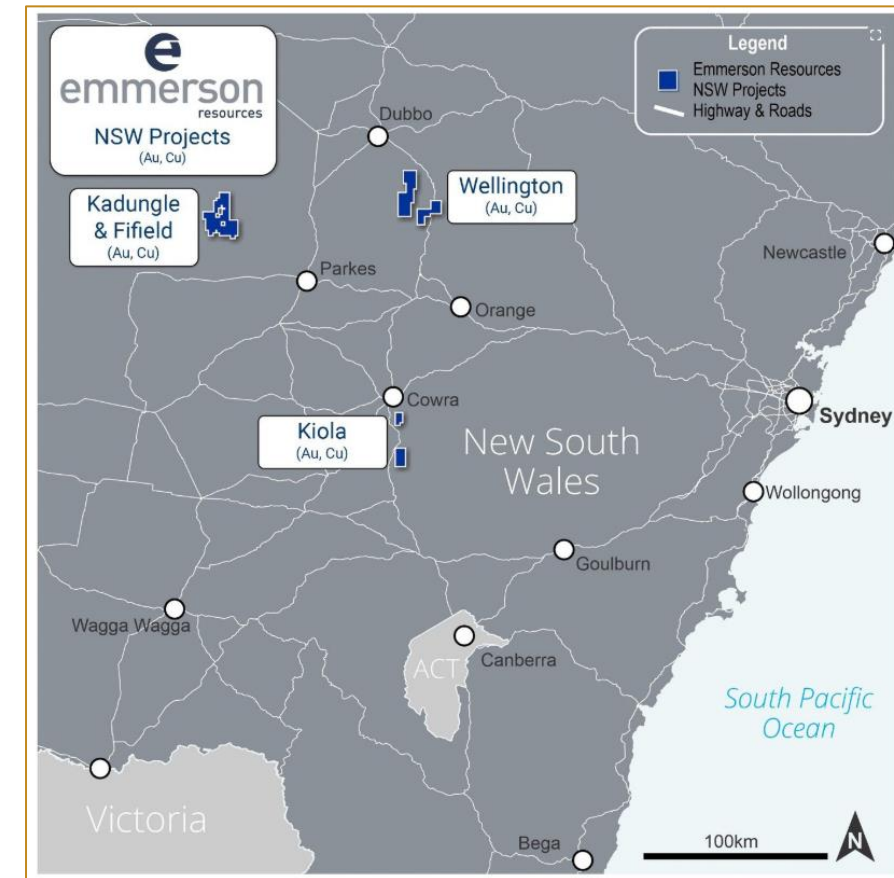 emmerson
resources
NSW Projects
(Au, Cu)
Legend
Emmerson Resources
NSW Projects
Highway & Roads
Dubbo
Kadungle
& Fifield
(Au, Cu)
Wellington
(Au, Cu)
Newcastle
Parkes
Orange
Cowra
Sydney
Kiola
(Au, Cu)
New South
Wales
Wollongong
Goulburn
Wagga Wagga
Canberra
ACT
South Pacific
Ocean
Victoria
Bega
100km
N